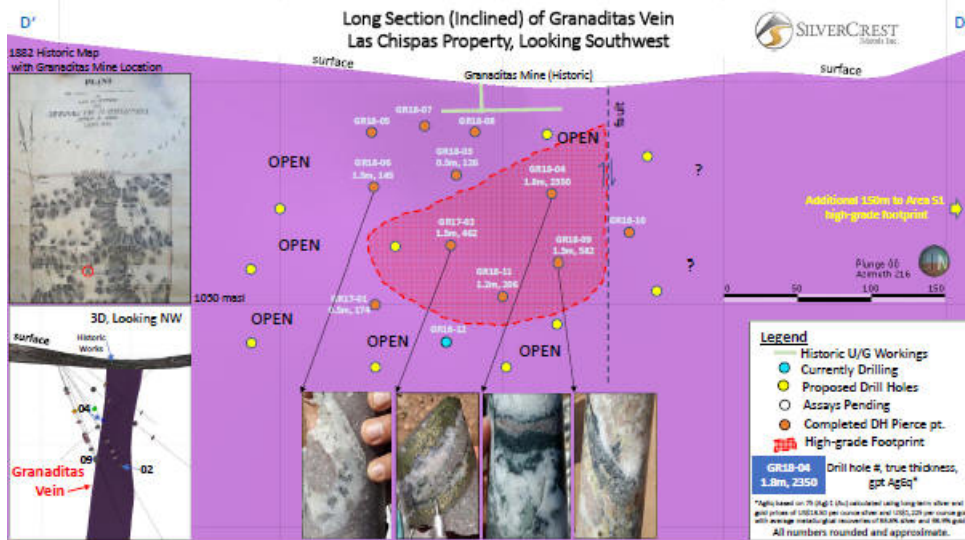 D'
Long Section (Inclined) of Granaditas Vein
Las Chispas Property, Looking Southwest
SILVERCREST
Metals Inc.
D
1882 Historic Map
with Granaditas Mine Location
surface
Granaditas Mine (Historic)
surface
fault
GR18-07
GR18-05
GR18-08
OPEN
OPEN
GR18-03
0.5m, 126
GR18-06
GR18-04
1.8m, 2350
?
Additional 150m to Area 51
high-grade footprint
OPEN
GR17-02
1.5m, 462
GR18-10
GR18-09
1.5m, 582
?
Azimuth 216
GR18-11
1.2m, 206
1050 masl
GR17-01
0.5m, 174
0
50
100
150
OPEN
OPEN
GR18-12
OPEN
3D, Looking NW
surface
Historic
Works
04
09
02
Granaditas
Vein
Legend
Historic U/G Workings
Currently Drilling
Proposed Drill Holes
Assays Pending
Completed DH Pierce pt.
High-grade Footprint
GR18-04
1.8m, 2350
Drill hole #, true thickness,
gpt AgEq*
All numbers rounded and approximate.